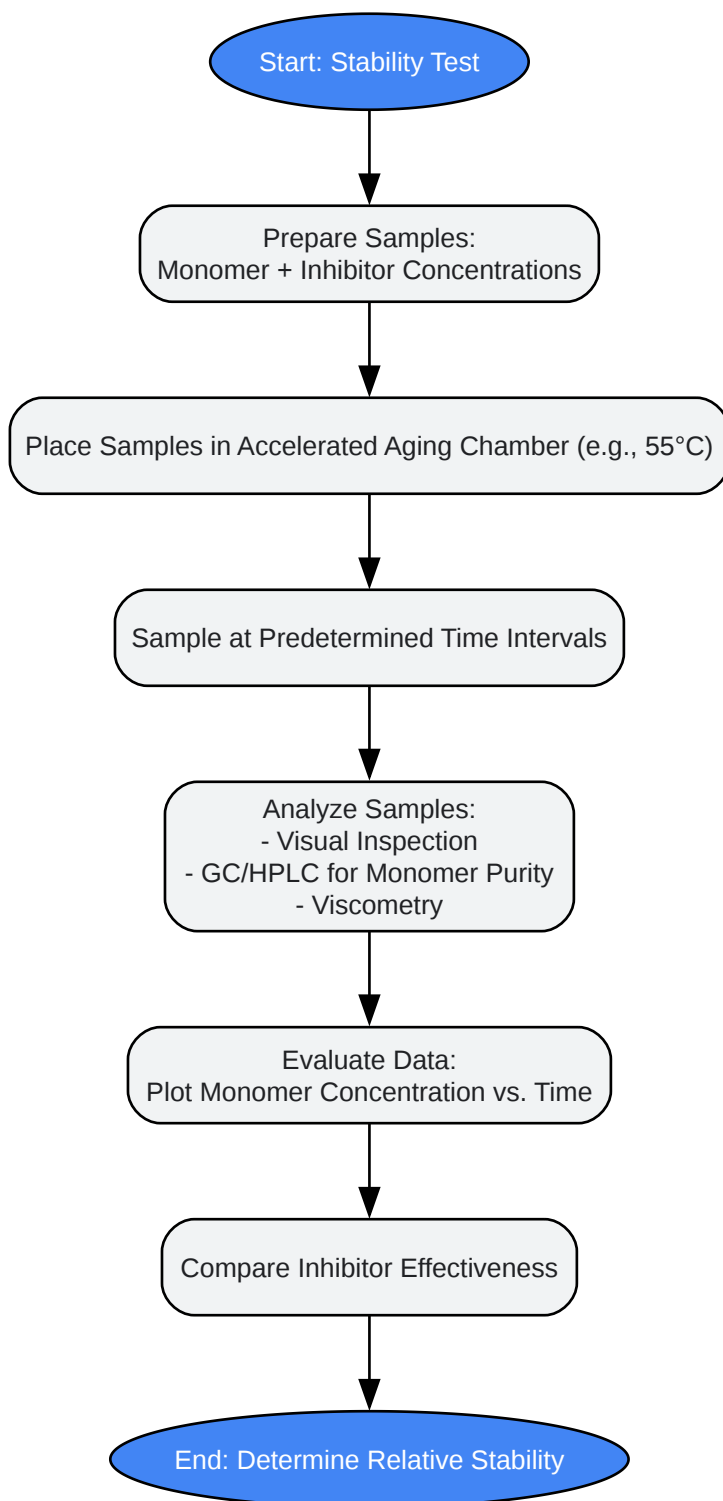 Start: Stability Test
Prepare Samples:
Monomer + Inhibitor Concentrations
Place Samples in Accelerated Aging Chamber (e.g., 55°C)
Sample at Predetermined Time Intervals
Analyze Samples:
- Visual Inspection
- GC/HPLC for Monomer Purity
- Viscometry
Evaluate Data:
Plot Monomer Concentration vs. Time
Compare Inhibitor Effectiveness
End: Determine Relative Stability